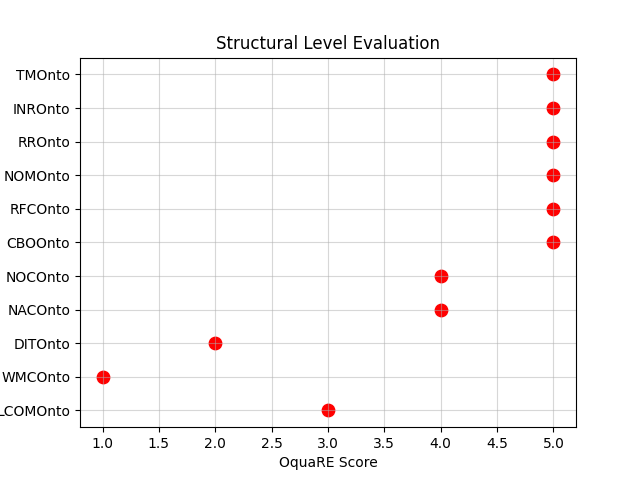 Structural Level Evaluation
TMOnto
INROnto
RROnto
NOMOnto
RFCOnto
CBOOnto
NOCOnto
NACOnto
DITOnto
WMCOnto
LCOMOnto
1.0 1.5 2.0 2.5 3.0 3.5 4.0 4.5 5.0
OquaRE Score